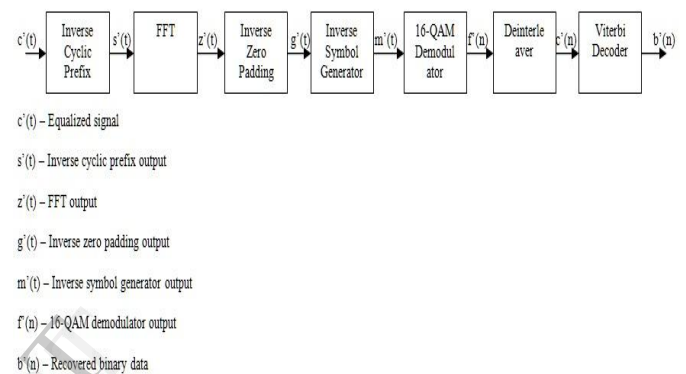 c'(t)
Inverse
Cyclic
Prefix
s'(t)
FFT
z'(t)
Inverse
Zero
Padding
g'(t)
Inverse
Symbol
Generator
m'(t)
16-QAM
Demodul
ator
f'(n)
Deinterle
aver
c'(n)
Viterbi
Decoder
b'(n)
c'(t) – Equalized signal
s'(t) – Inverse cyclic prefix output
z'(t) – FFT output
g'(t) – Inverse zero padding output
m'(t) – Inverse symbol generator output
f'(n) – 16-QAM demodulator output
b'(n) – Recovered binary data